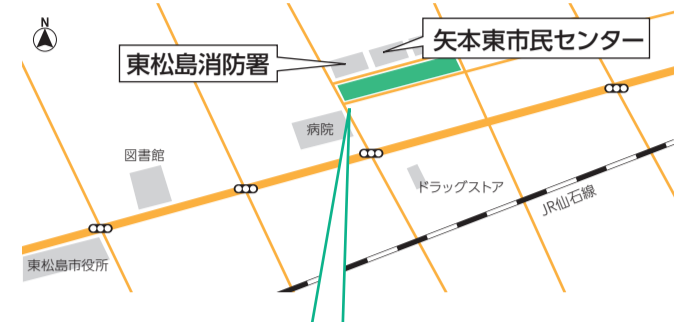 N
矢本東市民センター
東松島消防署
病院
図書館
ドラッグストア
JR仙石線
東松島市役所